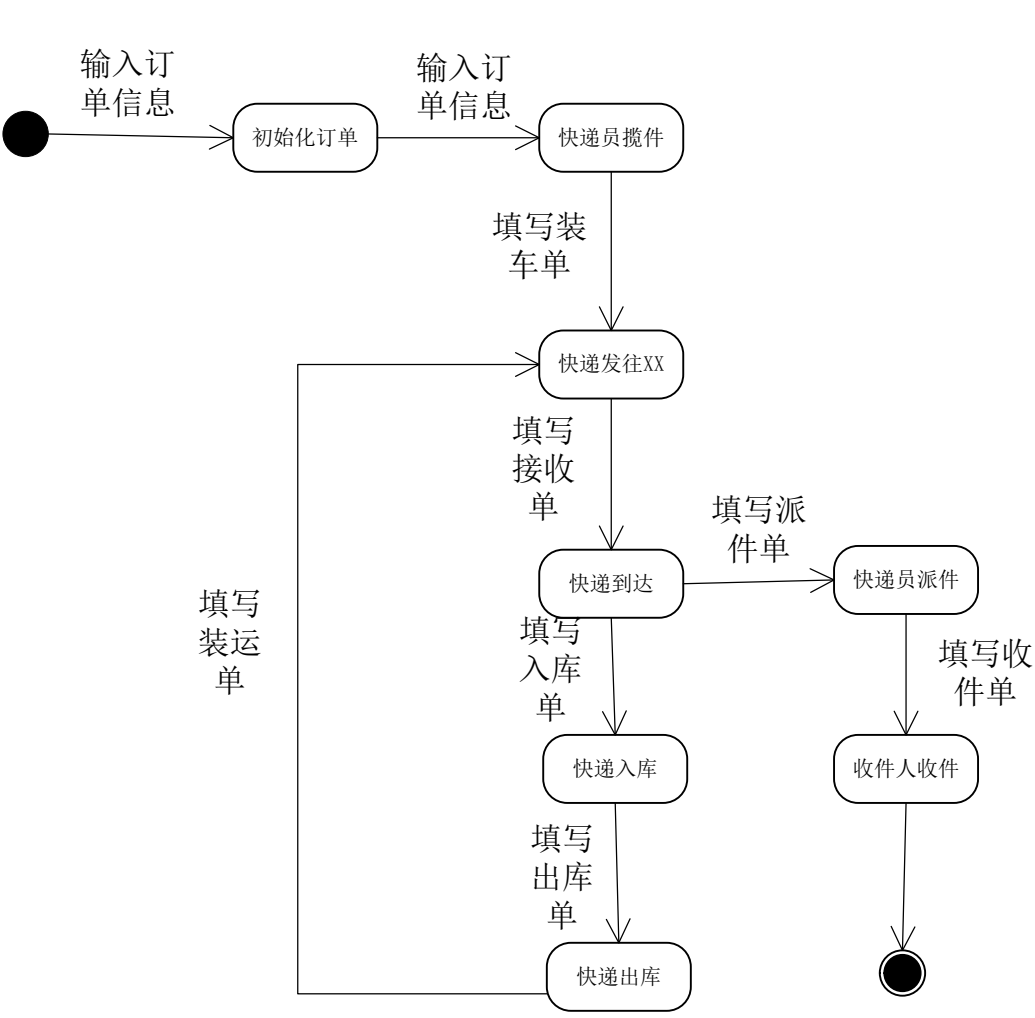 输入订
单信息
输入订
单信息
初始化订单
快递员揽件
填写装
车单
快递发往XX
填写
接收
单
填写派
件单
快递到达
快递员派件
填写
装运
单
填写
入库
单
填写收
件单
快递入库
收件人收件
填写
出库
单
快递出库